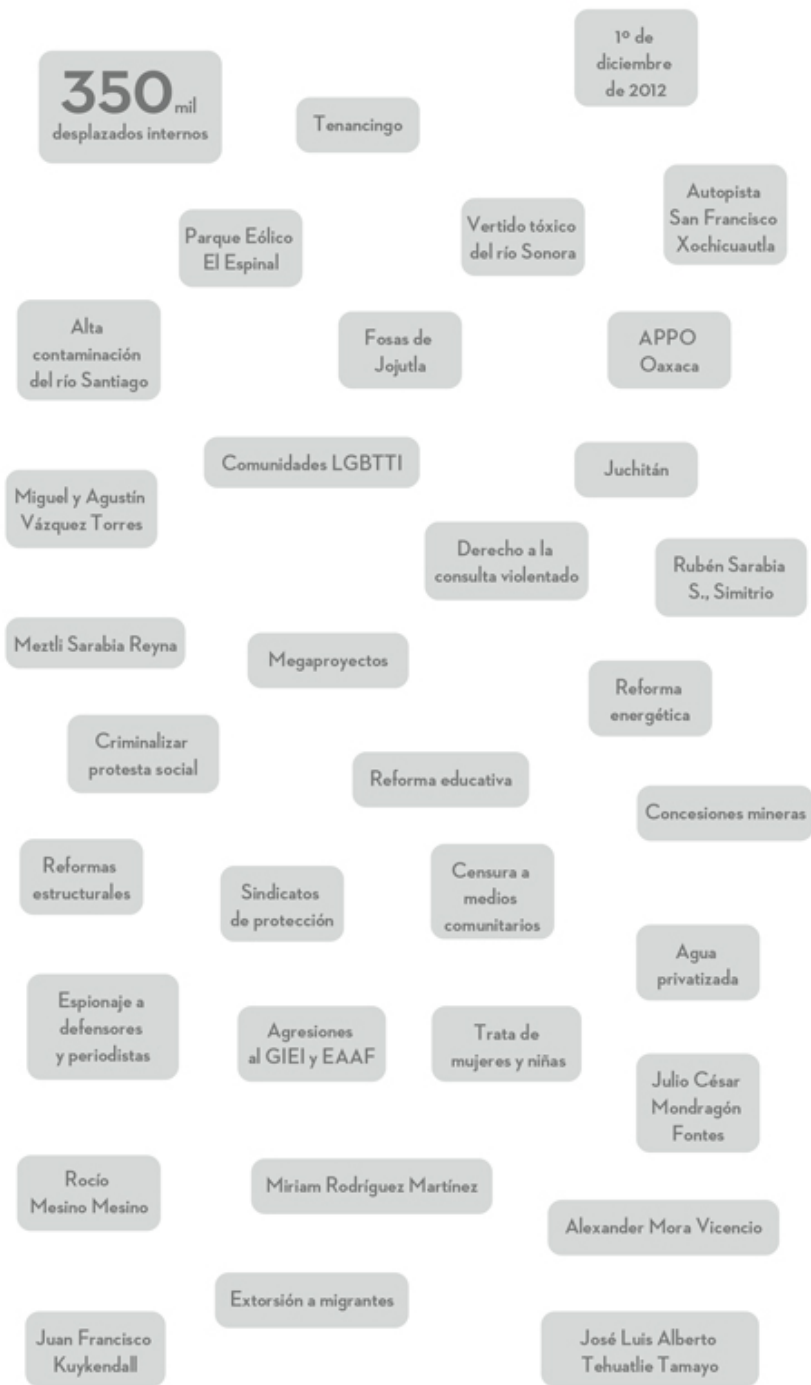 1º de
diciembre
de 2012
350 mil
desplazados internos
Tenancingo
Autopista
San Francisco
Xochicuautla
Parque Eólico
El Espinal
Vertido tóxico
del río Sonora
Alta
contaminación
del río Santiago
Fosas de
Jojutla
APPO
Oaxaca
Comunidades LGBTTI
Juchitán
Miguel y Agustín
Vázquez Torres
Derecho a la
consulta violentado
Rubén Sarabia
S., Simitrio
Meztli Sarabia Reyna
Megaproyectos
Reforma
energética
Criminalizar
protesta social
Reforma educativa
Concesiones mineras
Reformas
estructurales
Sindicatos
de protección
Censura a
medios
comunitarios
Agua
privatizada
Espionaje a
defensores
y periodistas
Agresiones
al GIEI y EAAF
Trata de
mujeres y niñas
Julio César
Mondragón
Fontes
Rocío
Mesino Mesino
Miriam Rodríguez Martínez
Alexander Mora Vicencio
Extorsión a migrantes
Juan Francisco
Kuykendall
José Luis Alberto
Tehuatlie Tamayo